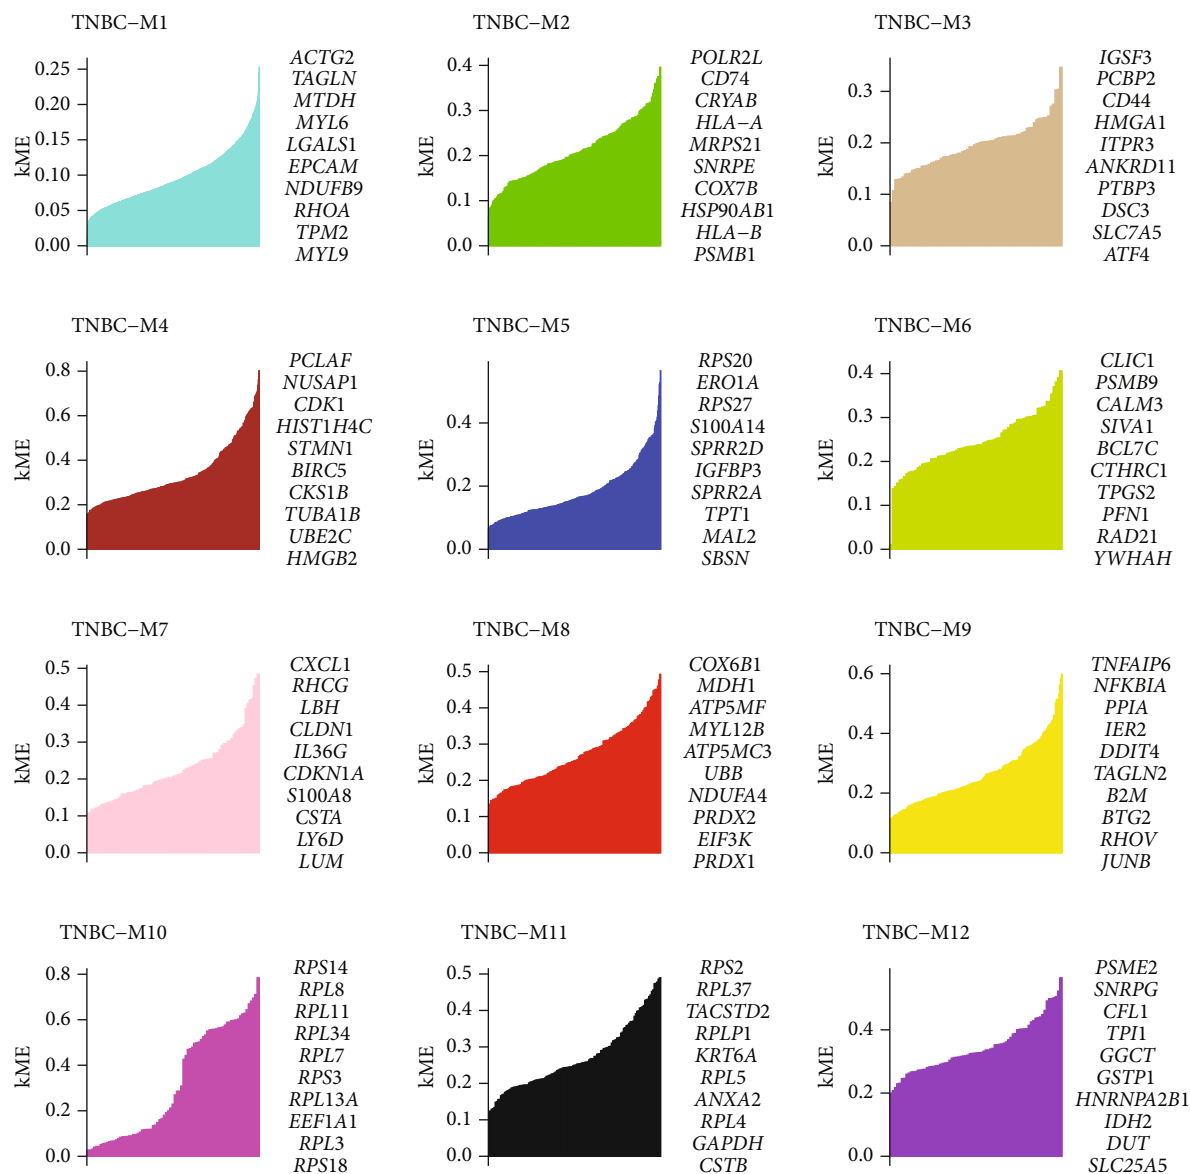 TNBC−M1
kME
0.25
0.20
0.15
0.10
0.05
0.00
ACTG2
TAGLN
MTDH
MYL6
LGALS1
EPCAM
NDUFB9
RHOA
TPM2
MYL9
TNBC−M2
kME
0.4
0.3
0.2
0.1
0.0
POLR2L
CD74
CRYAB
HLA−A
MRPS21
SNRPE
COX7B
HSP90AB1
HLA−B
PSMB1
TNBC−M3
kME
0.3
0.2
0.1
0.0
IGSF3
PCBP2
CD44
HMGA1
ITPR3
ANKRD11
PTBP3
DSC3
SLC7A5
ATF4
TNBC−M4
kME
0.8
0.6
0.4
0.2
0.0
PCLAF
NUSAP1
CDK1
HIST1H4C
STMN1
BIRC5
CKS1B
TUBA1B
UBE2C
HMGB2
TNBC−M5
kME
0.4
0.2
0.0
RPS20
ERO1A
RPS27
S100A14
SPRR2D
IGFBP3
SPRR2A
TPT1
MAL2
SBSN
TNBC−M6
kME
0.4
0.3
0.2
0.1
0.0
CLIC1
PSMB9
CALM3
SIVA1
BCL7C
CTHRC1
TPGS2
PFN1
RAD21
YWHAH
TNBC−M7
kME
0.5
0.4
0.3
0.2
0.1
0.0
CXCL1
RHCG
LBH
CLDN1
IL36G
CDKN1A
S100A8
CSTA
LY6D
LUM
TNBC−M8
kME
0.5
0.4
0.3
0.2
0.1
0.0
COX6B1
MDH1
ATP5MF
MYL12B
ATP5MC3
UBB
NDUFA4
PRDX2
EIF3K
PRDX1
TNBC−M9
kME
0.6
0.4
0.2
0.0
TNFAIP6
NFKBIA
PPIA
IER2
DDIT4
TAGLN2
B2M
BTG2
RHOV
JUNB
TNBC−M10
kME
0.8
0.6
0.4
0.2
0.0
RPS14
RPL8
RPL11
RPL34
RPL7
RPS3
RPL13A
EEF1A1
RPL3
RPS18
TNBC−M11
kME
0.5
0.4
0.3
0.2
0.1
0.0
RPS2
RPL37
TACSTD2
RPLP1
KRT6A
RPL5
ANXA2
RPL4
GAPDH
CSTB
TNBC−M12
kME
0.4
0.2
0.0
PSME2
SNRPG
CFL1
TPI1
GGCT
GSTP1
HNRNPA2B1
IDH2
DUT
SLC25A5